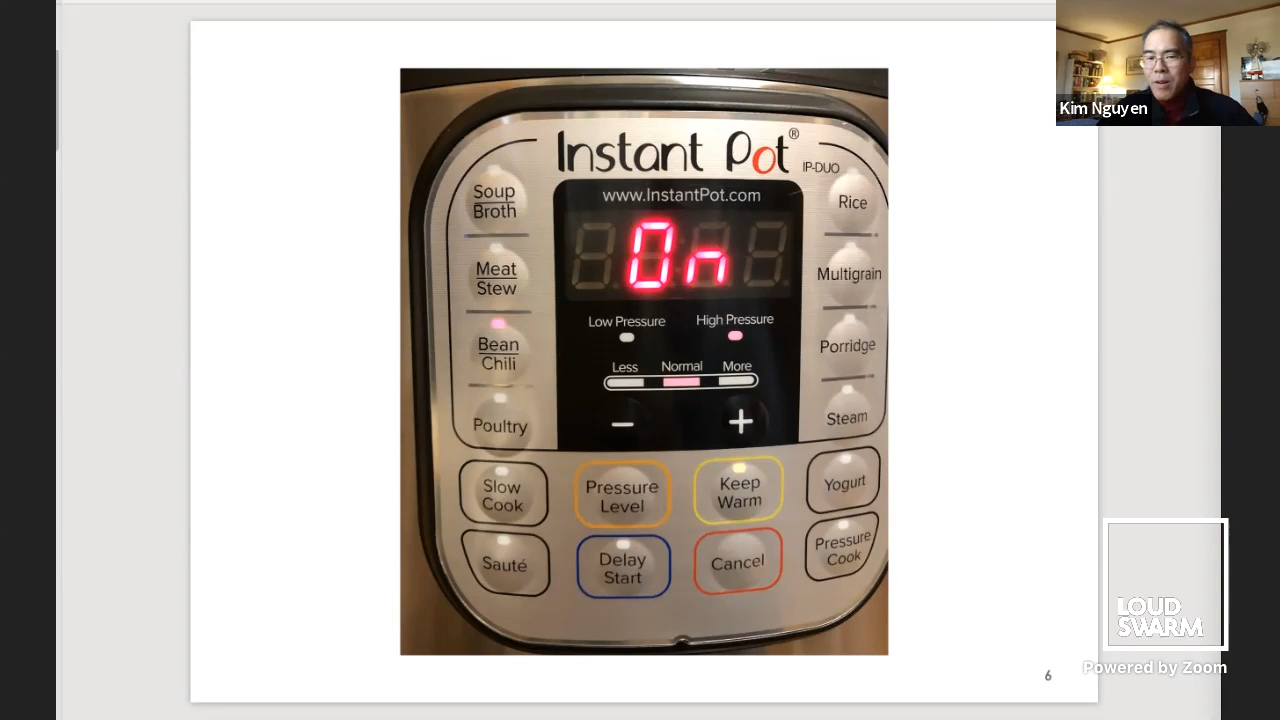 Instant Pot®
IP-DUO
www.InstantPot.com
On
Soup
Broth
Meat
Stew
Bean
Chili
Poultry
Low Pressure
High Pressure
Less
Normal
More
−
+
Rice
Multigrain
Porridge
Steam
Slow
Cook
Pressure
Level
Keep
Warm
Yogurt
Sauté
Delay
Start
Cancel
Pressure
Cook
6
Kim Nguyen
LOUD
SWARM
Powered by Zoom